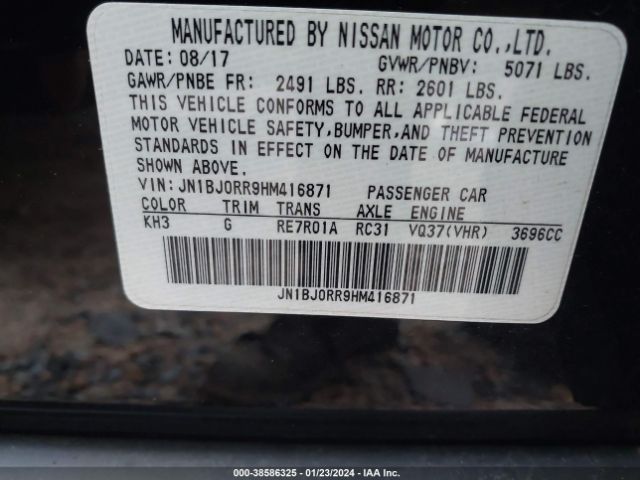 MANUFACTURED BY NISSAN MOTOR CO.,LTD.
DATE: 08/17 GVWR/PNBV: 5071 LBS.
GAWR/PNBE FR: 2491 LBS. RR: 2601 LBS.
THIS VEHICLE CONFORMS TO ALL APPLICABLE FEDERAL
MOTOR VEHICLE SAFETY,BUMPER,AND THEFT PREVENTION
STANDARDS IN EFFECT ON THE DATE OF MANUFACTURE
SHOWN ABOVE.
VIN: JN1BJ0RR9HM416871 PASSENGER CAR
COLOR TRIM TRANS AXLE ENGINE
KH3 G RE7R01A RC31 VQ37(VHR) 3696CC
JN1BJ0RR9HM416871
000-38586325 - 01/23/2024 - IAA Inc.